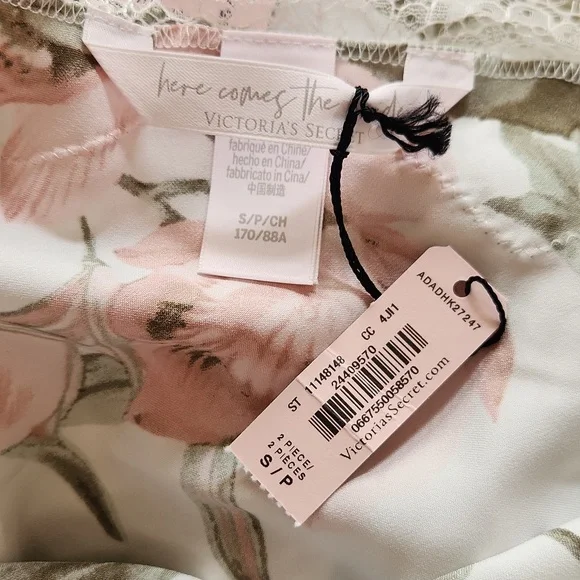 here comes the
VICTORIA'S SECRET
fabriqué en Chine/
hecho en China/
fabbricato in Cina/
中国制造
S/P/CH
170/88A
ADADHK27247
ST 11148148 CC 4JI1
24409570
0667550058570
VictoriasSecret.com
2 PIECE/
2 PIECES
S/P